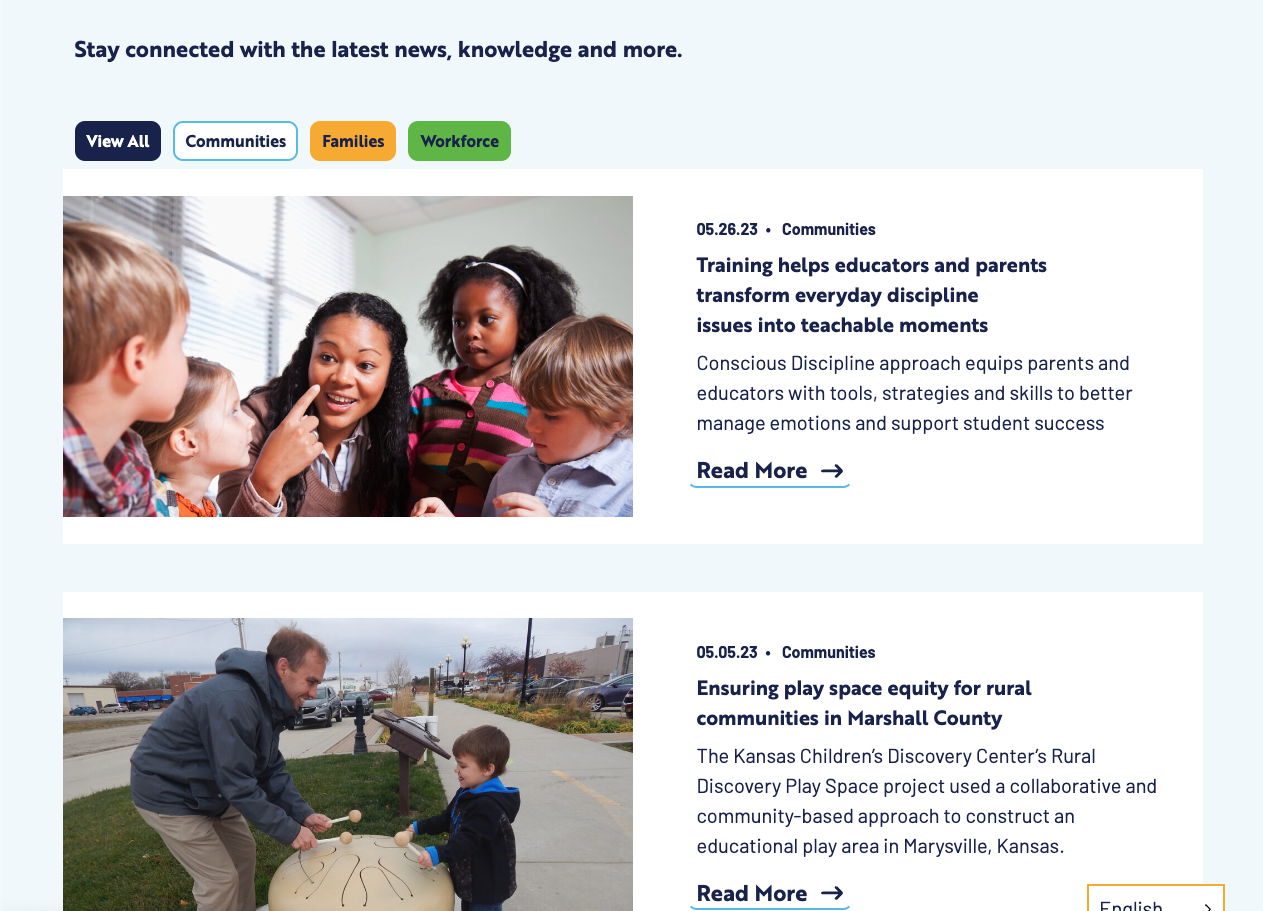 Stay connected with the latest news, knowledge and more.
View All
Communities
Families
Workforce
05.26.23 • Communities
Training helps educators and parents
transform everyday discipline
issues into teachable moments
Conscious Discipline approach equips parents and
educators with tools, strategies and skills to better
manage emotions and support student success
Read More →
05.05.23 • Communities
Ensuring play space equity for rural
communities in Marshall County
The Kansas Children’s Discovery Center’s Rural
Discovery Play Space project used a collaborative and
community-based approach to construct an
educational play area in Marysville, Kansas.
Read More →
English